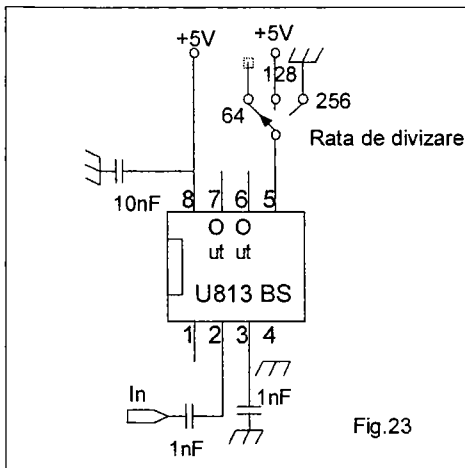 +5V +5V
128
64 256
Rata de divizare
10nF
8 7 6 5
O O
ut ut
U813 BS
1 2 3 4
In
1nF
1nF
Fig.23